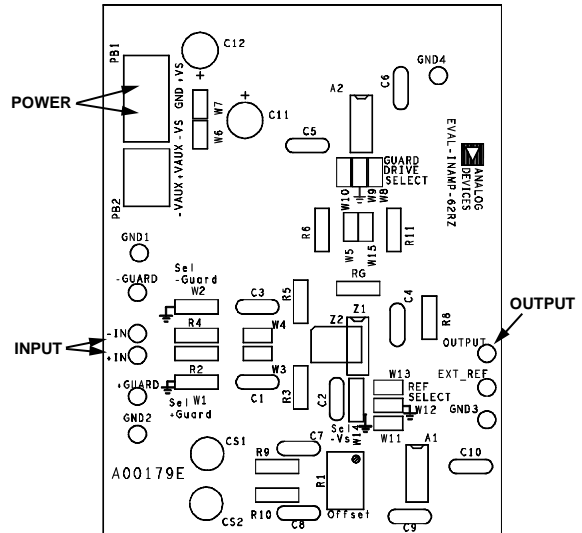 PB1
GND +VS
-VS
C12
+
W7
W6
+
C11
POWER
PB2
-VAUX +VAUX
A2
C6
GND4
C5
EVAL-INAMP-62RZ
ANALOG
DEVICES
GUARD
DRIVE
SELECT
W10
W9
W8
R6
W5
W15
R11
GND1
-GUARD
Sel
-Guard
W2
C3
R5
RG
C4
R8
OUTPUT
OUTPUT
INPUT
-IN
+IN
R4
W4
Z2
Z1
R2
W3
+GUARD
W1
Sel
+Guard
C1
R3
C2
W14
Sel
-Vs
W13
REF
SELECT
W12
W11
EXT_REF
GND3
GND2
CS1
CS2
A00179E
R9
R10
C7
C8
R1
Offset
A1
C9
C10